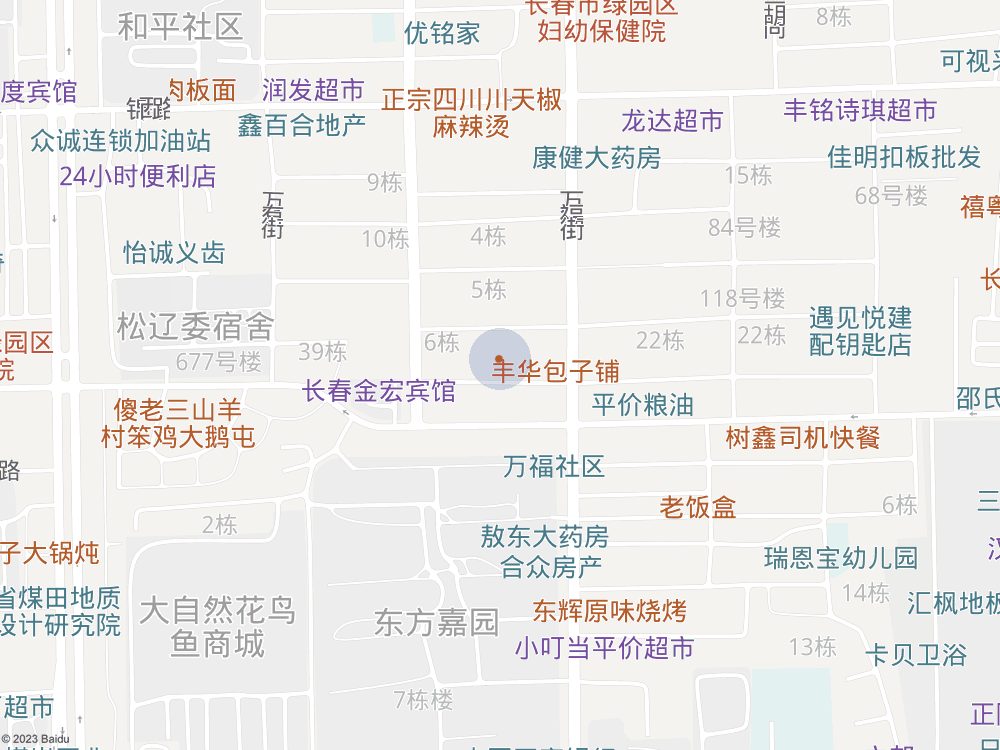 长春市绿园区
妇幼保健院
和平社区
优铭家
8栋
胡同
度宾馆
肉板面
润发超市
正宗四川川天椒
麻辣烫
龙达超市
丰铭诗琪超市
众诚连锁加油站
鑫百合地产
24小时便利店
康健大药房
佳明扣板批发
15栋
9栋
68号楼
万福街
10栋
4栋
84号楼
怡诚义齿
5栋
118号楼
松辽委宿舍
6栋
39栋
22栋
22栋
遇见悦建
配钥匙店
677号楼
丰华包子铺
长春金宏宾馆
平价粮油
傻老三山羊
村笨鸡大鹅屯
树鑫司机快餐
路
万福社区
老饭盒
6栋
2栋
敖东大药房
合众房产
子大锅炖
瑞恩宝幼儿园
省煤田地质
设计研究院
14栋
汇枫地板
大自然花鸟
鱼商城
东方嘉园
东辉原味烧烤
小叮当平价超市
13栋
卡贝卫浴
7栋楼
超市
© 2023 Baidu